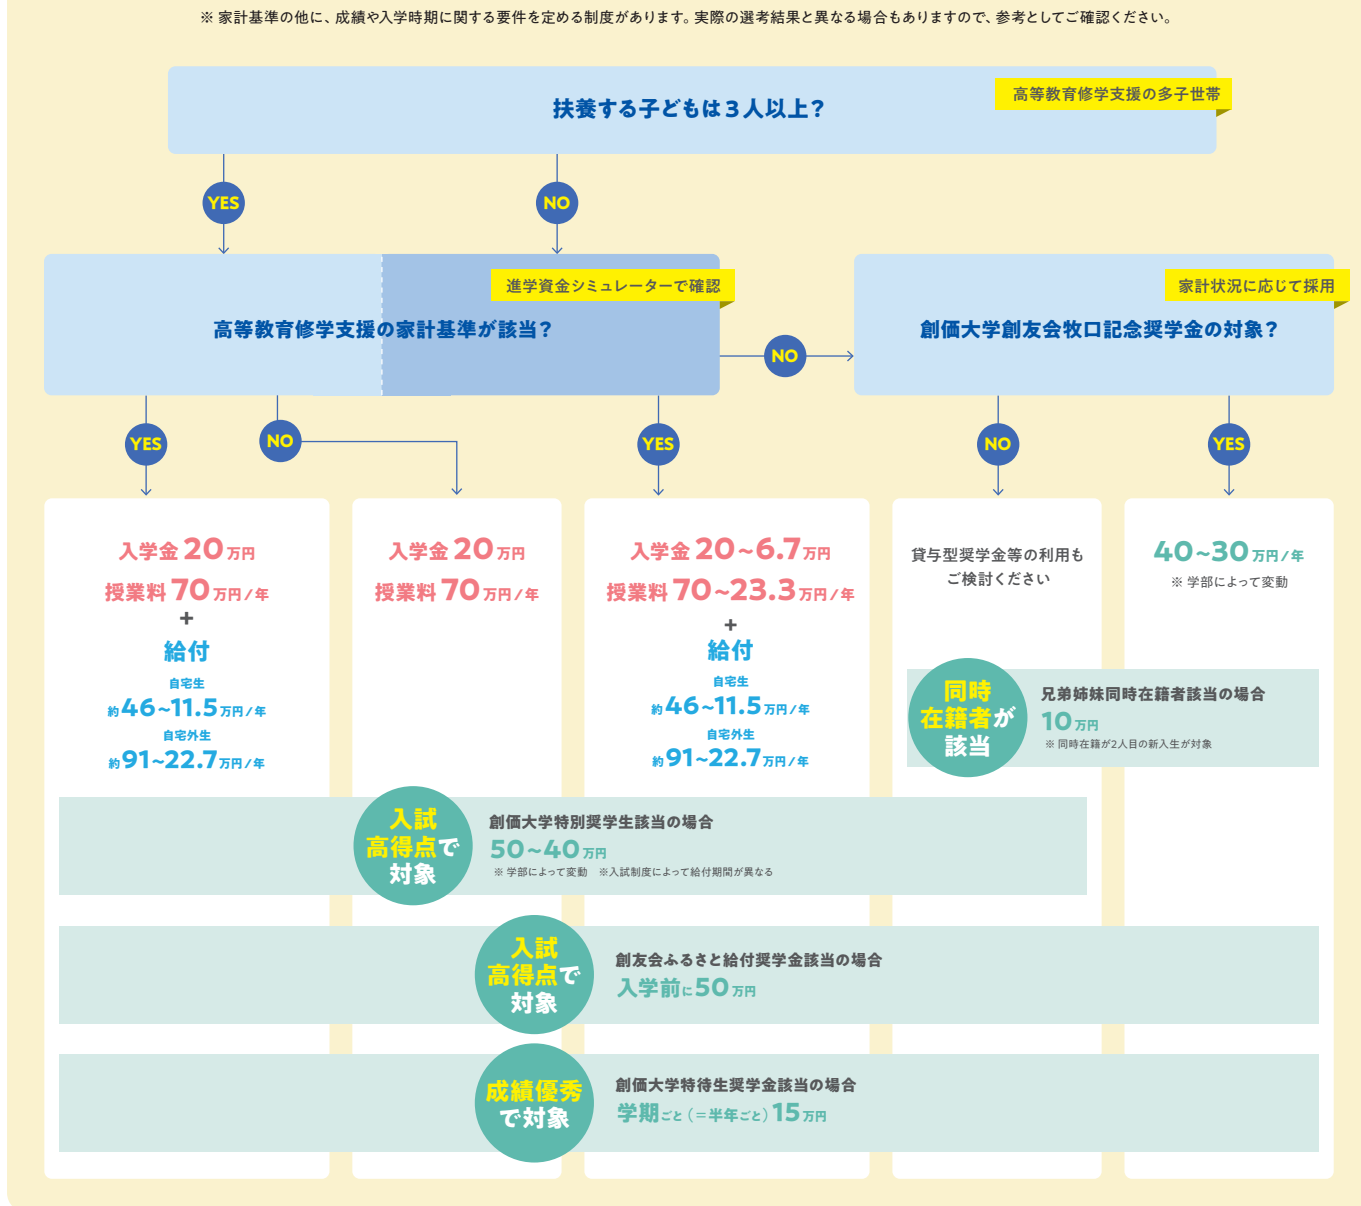 ※ 家計基準の他に、成績や入学時期に関する要件を定める制度があります。実際の選考結果と異なる場合もありますので、参考としてご確認ください。
扶養する子どもは3人以上？
高等教育修学支援の多子世帯
YES
NO
進学資金シミュレーターで確認
高等教育修学支援の家計基準が該当？
NO
家計状況に応じて採用
創価大学創友会牧口記念奨学金の対象？
YES
NO
YES
NO
YES
入学金 20 万円
授業料 70 万円/年
+
給付
自宅生
約 46~11.5 万円/年
自宅外生
約 91~22.7 万円/年
入学金 20 万円
授業料 70 万円/年
入学金 20~6.7 万円
授業料 70~23.3 万円/年
+
給付
自宅生
約 46~11.5 万円/年
自宅外生
約 91~22.7 万円/年
貸与型奨学金等の利用も
ご検討ください
40~30 万円/年
※ 学部によって変動
同時
在籍者が
該当
兄弟姉妹同時在籍者該当の場合
10 万円
※ 同時在籍が2人目の新入生が対象
入試
高得点で
対象
創価大学特別奨学生該当の場合
50~40 万円
※ 学部によって変動　※入試制度によって給付期間が異なる
入試
高得点で
対象
創友会ふるさと給付奨学金該当の場合
入学前に 50 万円
成績優秀
で対象
創価大学特待生奨学金該当の場合
学期ごと（＝半年ごと）15 万円